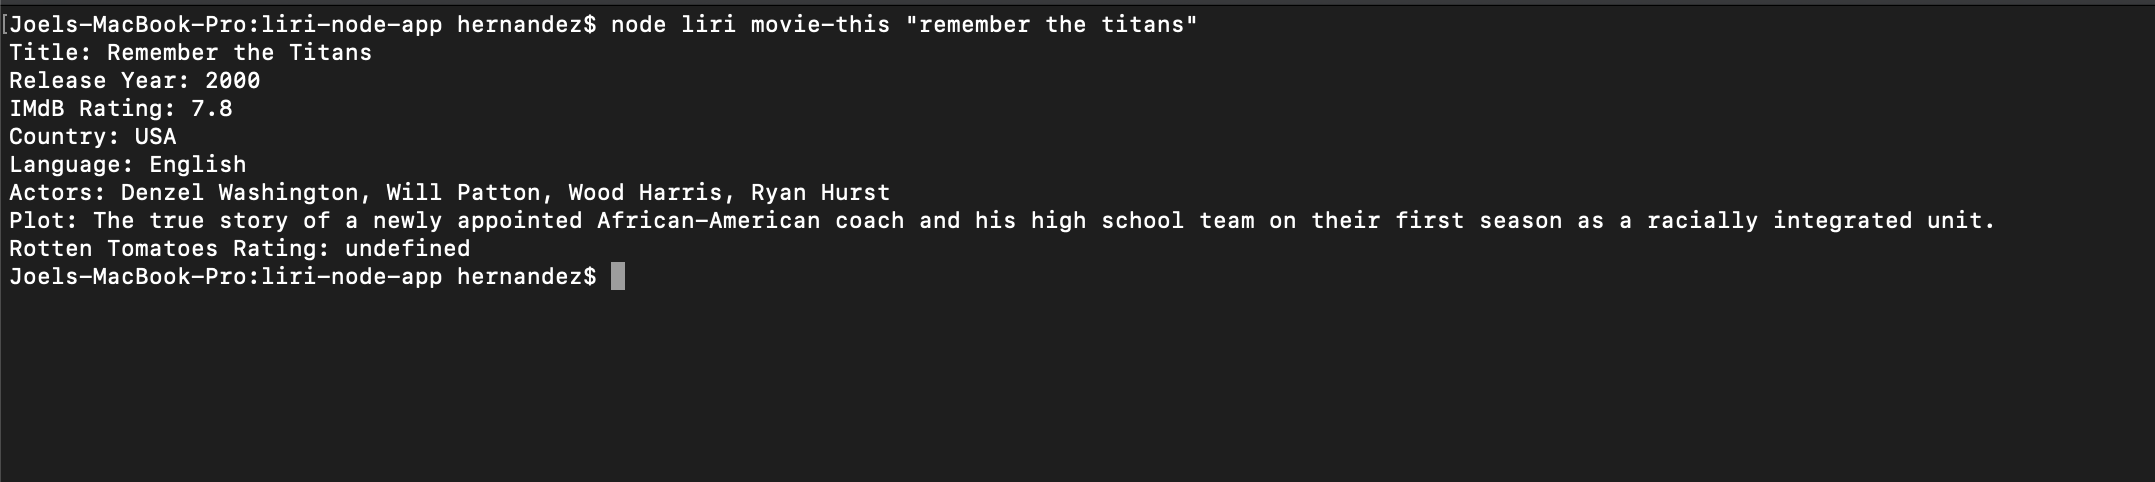 [Joels-MacBook-Pro:liri-node-app hernandez$ node liri movie-this "remember the titans"
Title: Remember the Titans
Release Year: 2000
IMdB Rating: 7.8
Country: USA
Language: English
Actors: Denzel Washington, Will Patton, Wood Harris, Ryan Hurst
Plot: The true story of a newly appointed African-American coach and his high school team on their first season as a racially integrated unit.
Rotten Tomatoes Rating: undefined
Joels-MacBook-Pro:liri-node-app hernandez$